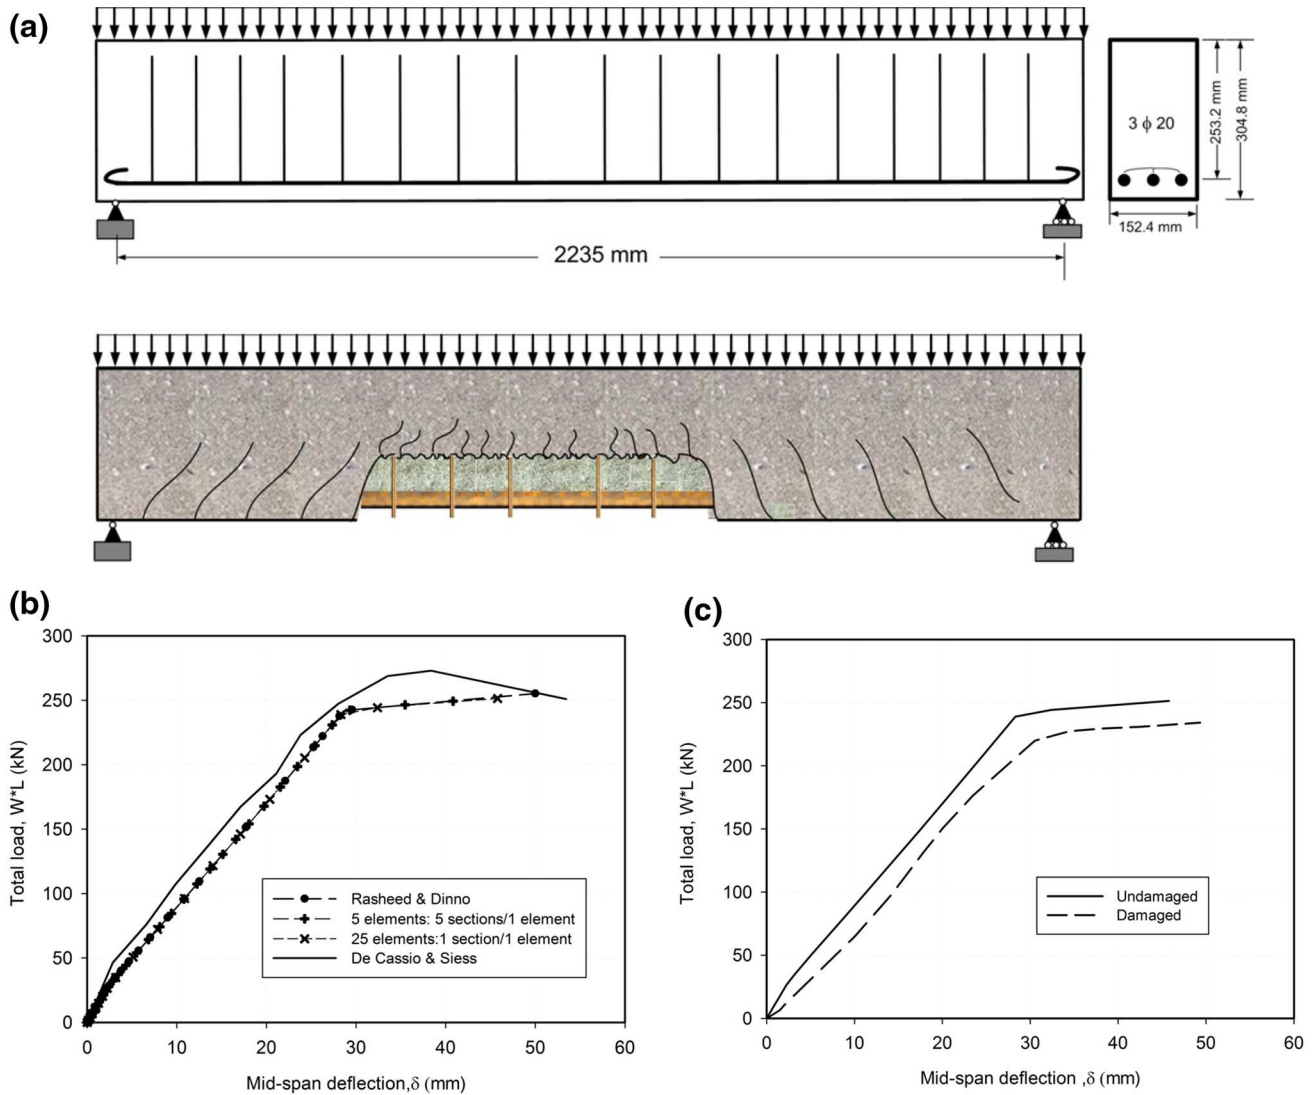 (a)
3 ϕ 20
253.2 mm
304.8 mm
152.4 mm
2235 mm
(b)
300
250
200
150
100
50
0
0 10 20 30 40 50 60
Total load, W*L (kN)
Mid-span deflection,δ (mm)
Rasheed & Dinno
5 elements: 5 sections/1 element
25 elements:1 section/1 element
De Cassio & Siess
(c)
300
250
200
150
100
50
0
0 10 20 30 40 50 60
Total load, W*L (kN)
Mid-span deflection ,δ (mm)
Undamaged
Damaged